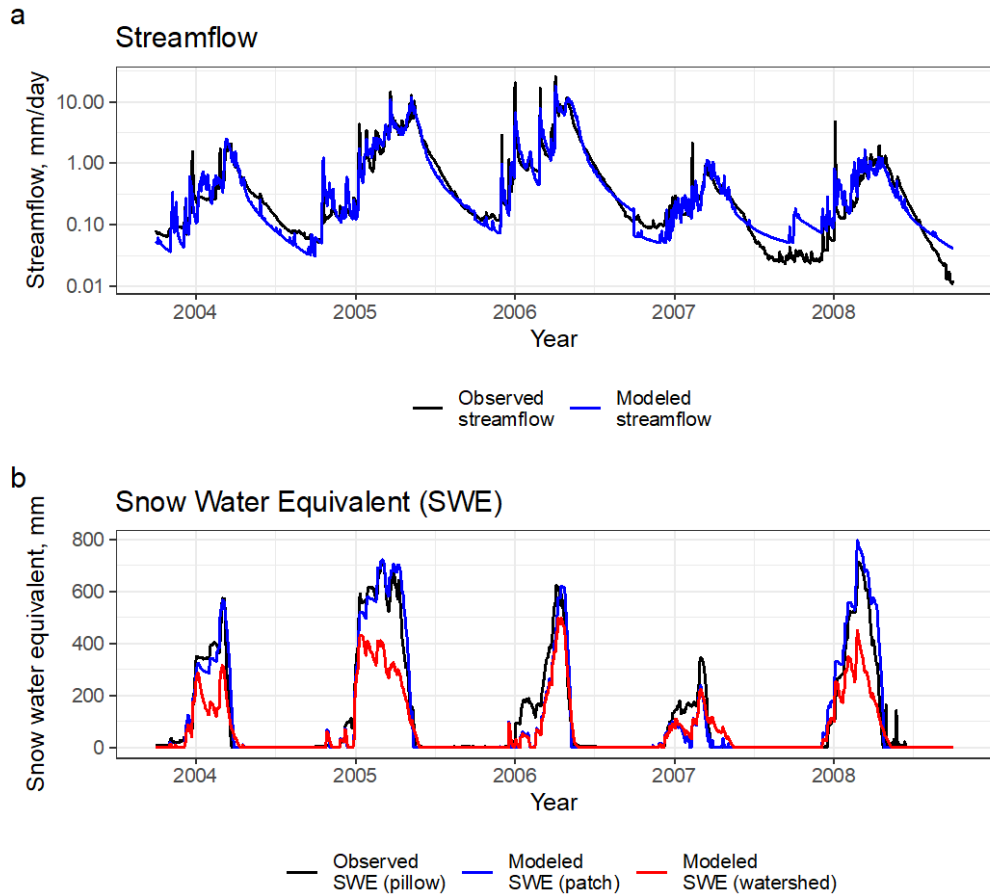 a
Streamflow
Streamflow, mm/day
10.00
1.00
0.10
0.01
2004 2005 2006 2007 2008
Year
Observed streamflow
Modeled streamflow
b
Snow Water Equivalent (SWE)
Snow water equivalent, mm
800
600
400
200
0
2004 2005 2006 2007 2008
Year
Observed SWE (pillow)
Modeled SWE (patch)
Modeled SWE (watershed)